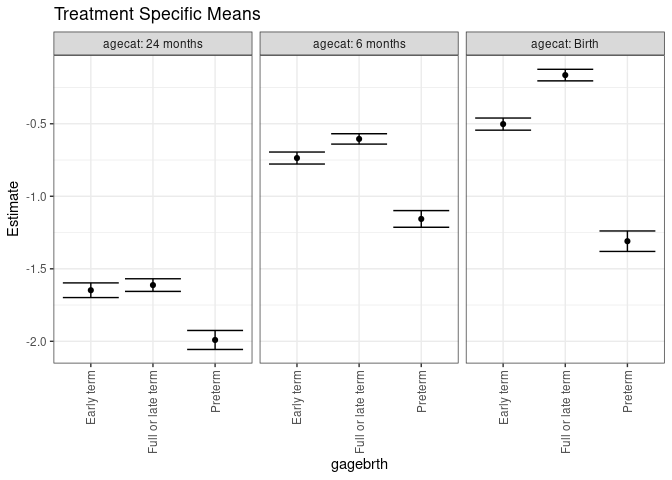 Treatment Specific Means
agecat: 24 months
agecat: 6 months
agecat: Birth
Estimate
-0.5
-1.0
-1.5
-2.0
Early term
Full or late term
Preterm
Early term
Full or late term
Preterm
Early term
Full or late term
Preterm
gagebrth